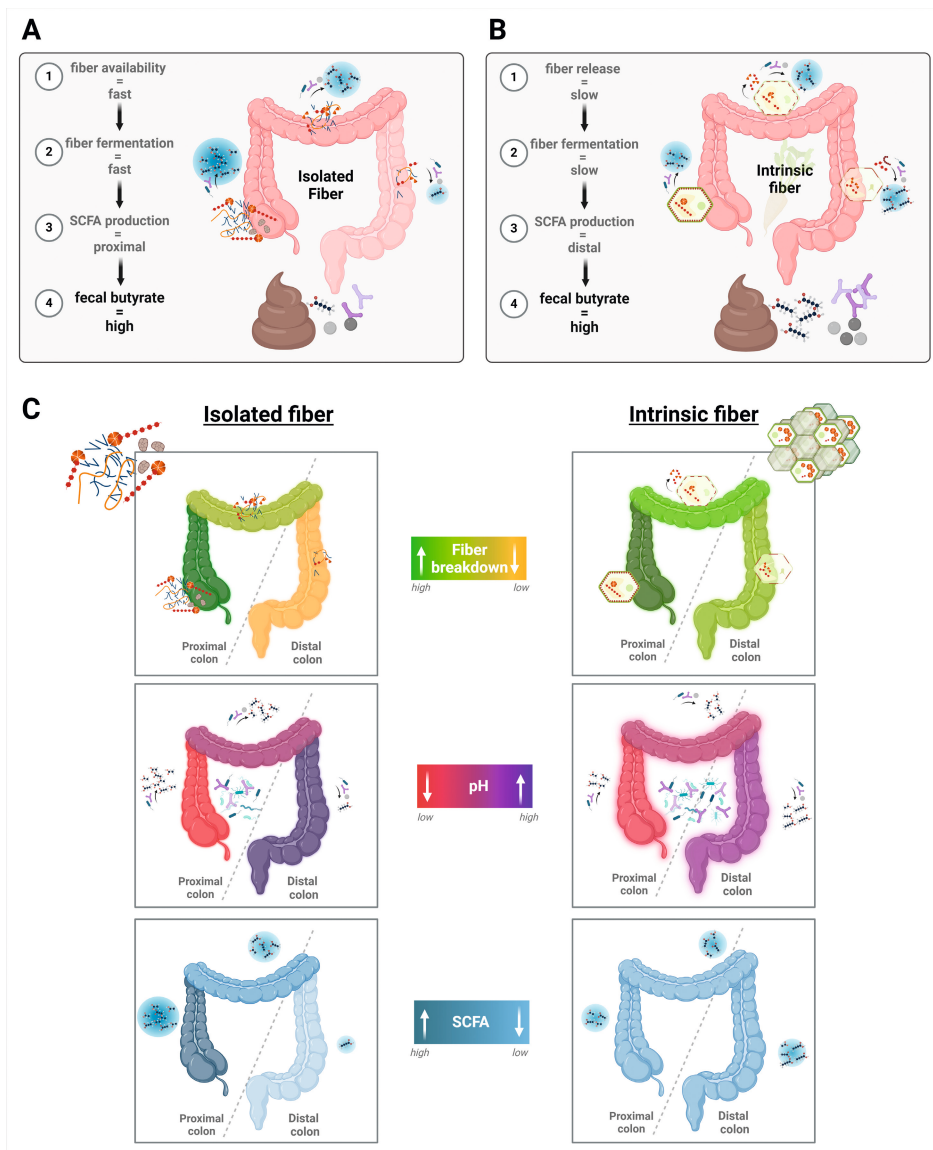 A
1
fiber availability
=
fast
2
fiber fermentation
=
fast
3
SCFA production
=
proximal
4
fecal butyrate
=
high
Isolated
Fiber
B
1
fiber release
=
slow
2
fiber fermentation
=
slow
3
SCFA production
=
distal
4
fecal butyrate
=
high
Intrinsic
fiber
C
Isolated fiber
Intrinsic fiber
Proximal
colon
Distal
colon
Fiber
breakdown
high
low
Proximal
colon
Distal
colon
Proximal
colon
Distal
colon
pH
low
high
Proximal
colon
Distal
colon
Proximal
colon
Distal
colon
SCFA
high
low
Proximal
colon
Distal
colon